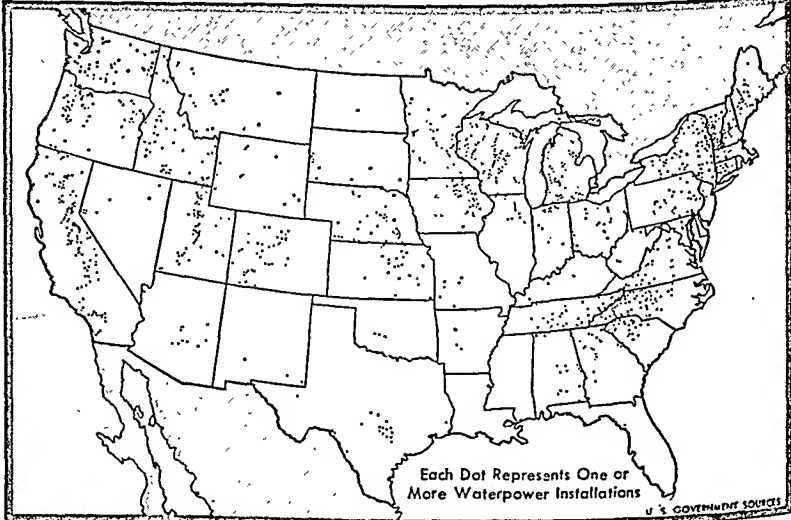 Each Dot Represents One or
More Waterpower Installations
U. S. GOVERNMENT SOURCES